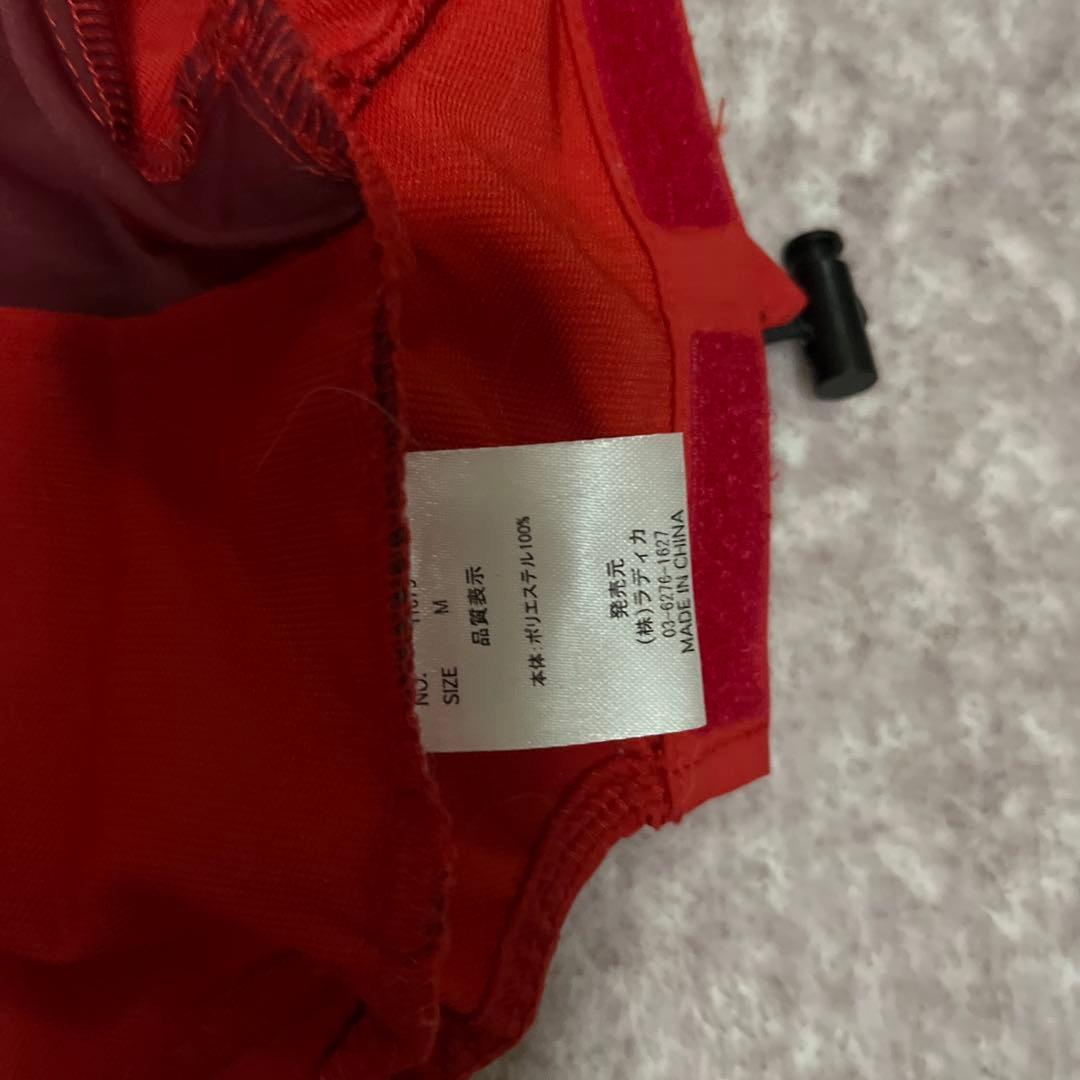 NO.
SIZE M
品質表示
本体:ポリエステル100%
発売元
(株)ラディカ
03-6276-1627
MADE IN CHINA